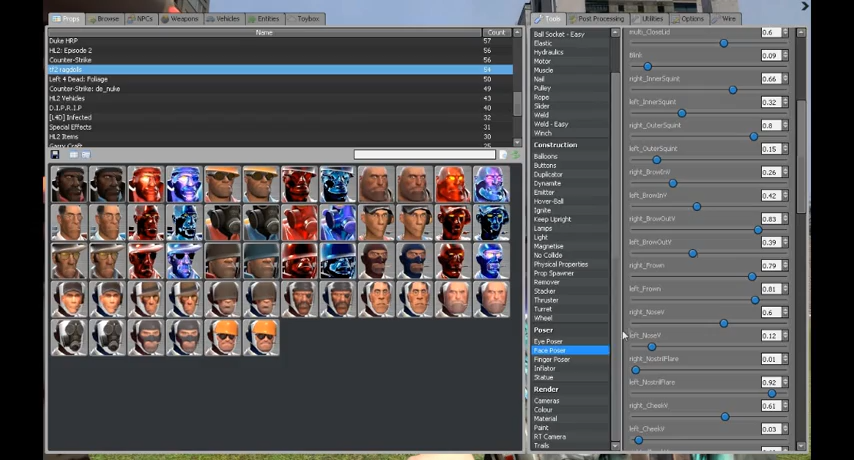 Props Browse NPCs Weapons Vehicles Entities Toybox
Name Count
Duke HRP 57
HL2: Episode 2 56
Counter-Strike 56
tf2 ragdolls 54
Left 4 Dead: Foliage 50
Counter-Strike: de_nuke 49
HL2 Vehicles 43
D.I.P.R.I.P 40
[L4D] Infected 32
Special Effects 31
HL2 Items 30
Garry Craft 25
Tools Post Processing Utilities Options Wire
Ball Socket - Easy
Elastic
Hydraulics
Motor
Muscle
Nail
Pulley
Rope
Slider
Weld
Weld - Easy
Winch
Construction
Balloons
Buttons
Duplicator
Dynamite
Emitter
Hover-Ball
Ignite
Keep Upright
Lamps
Light
Magnetise
No Collide
Physical Properties
Prop Spawner
Remover
Stacker
Thruster
Turret
Wheel
Poser
Eye Poser
Face Poser
Finger Poser
Inflator
Statue
Render
Cameras
Colour
Material
Paint
RT Camera
Trails
multi_CloseLid 0.6
Blink 0.09
right_InnerSquint 0.66
left_InnerSquint 0.32
right_OuterSquint 0.8
left_OuterSquint 0.15
right_BrowInV 0.26
left_BrowInV 0.42
right_BrowOutV 0.83
left_BrowOutV 0.39
right_Frown 0.79
left_Frown 0.81
right_NoseV 0.6
left_NoseV 0.12
right_NostrilFlare 0.01
left_NostrilFlare 0.92
right_CheekV 0.61
left_CheekV 0.03